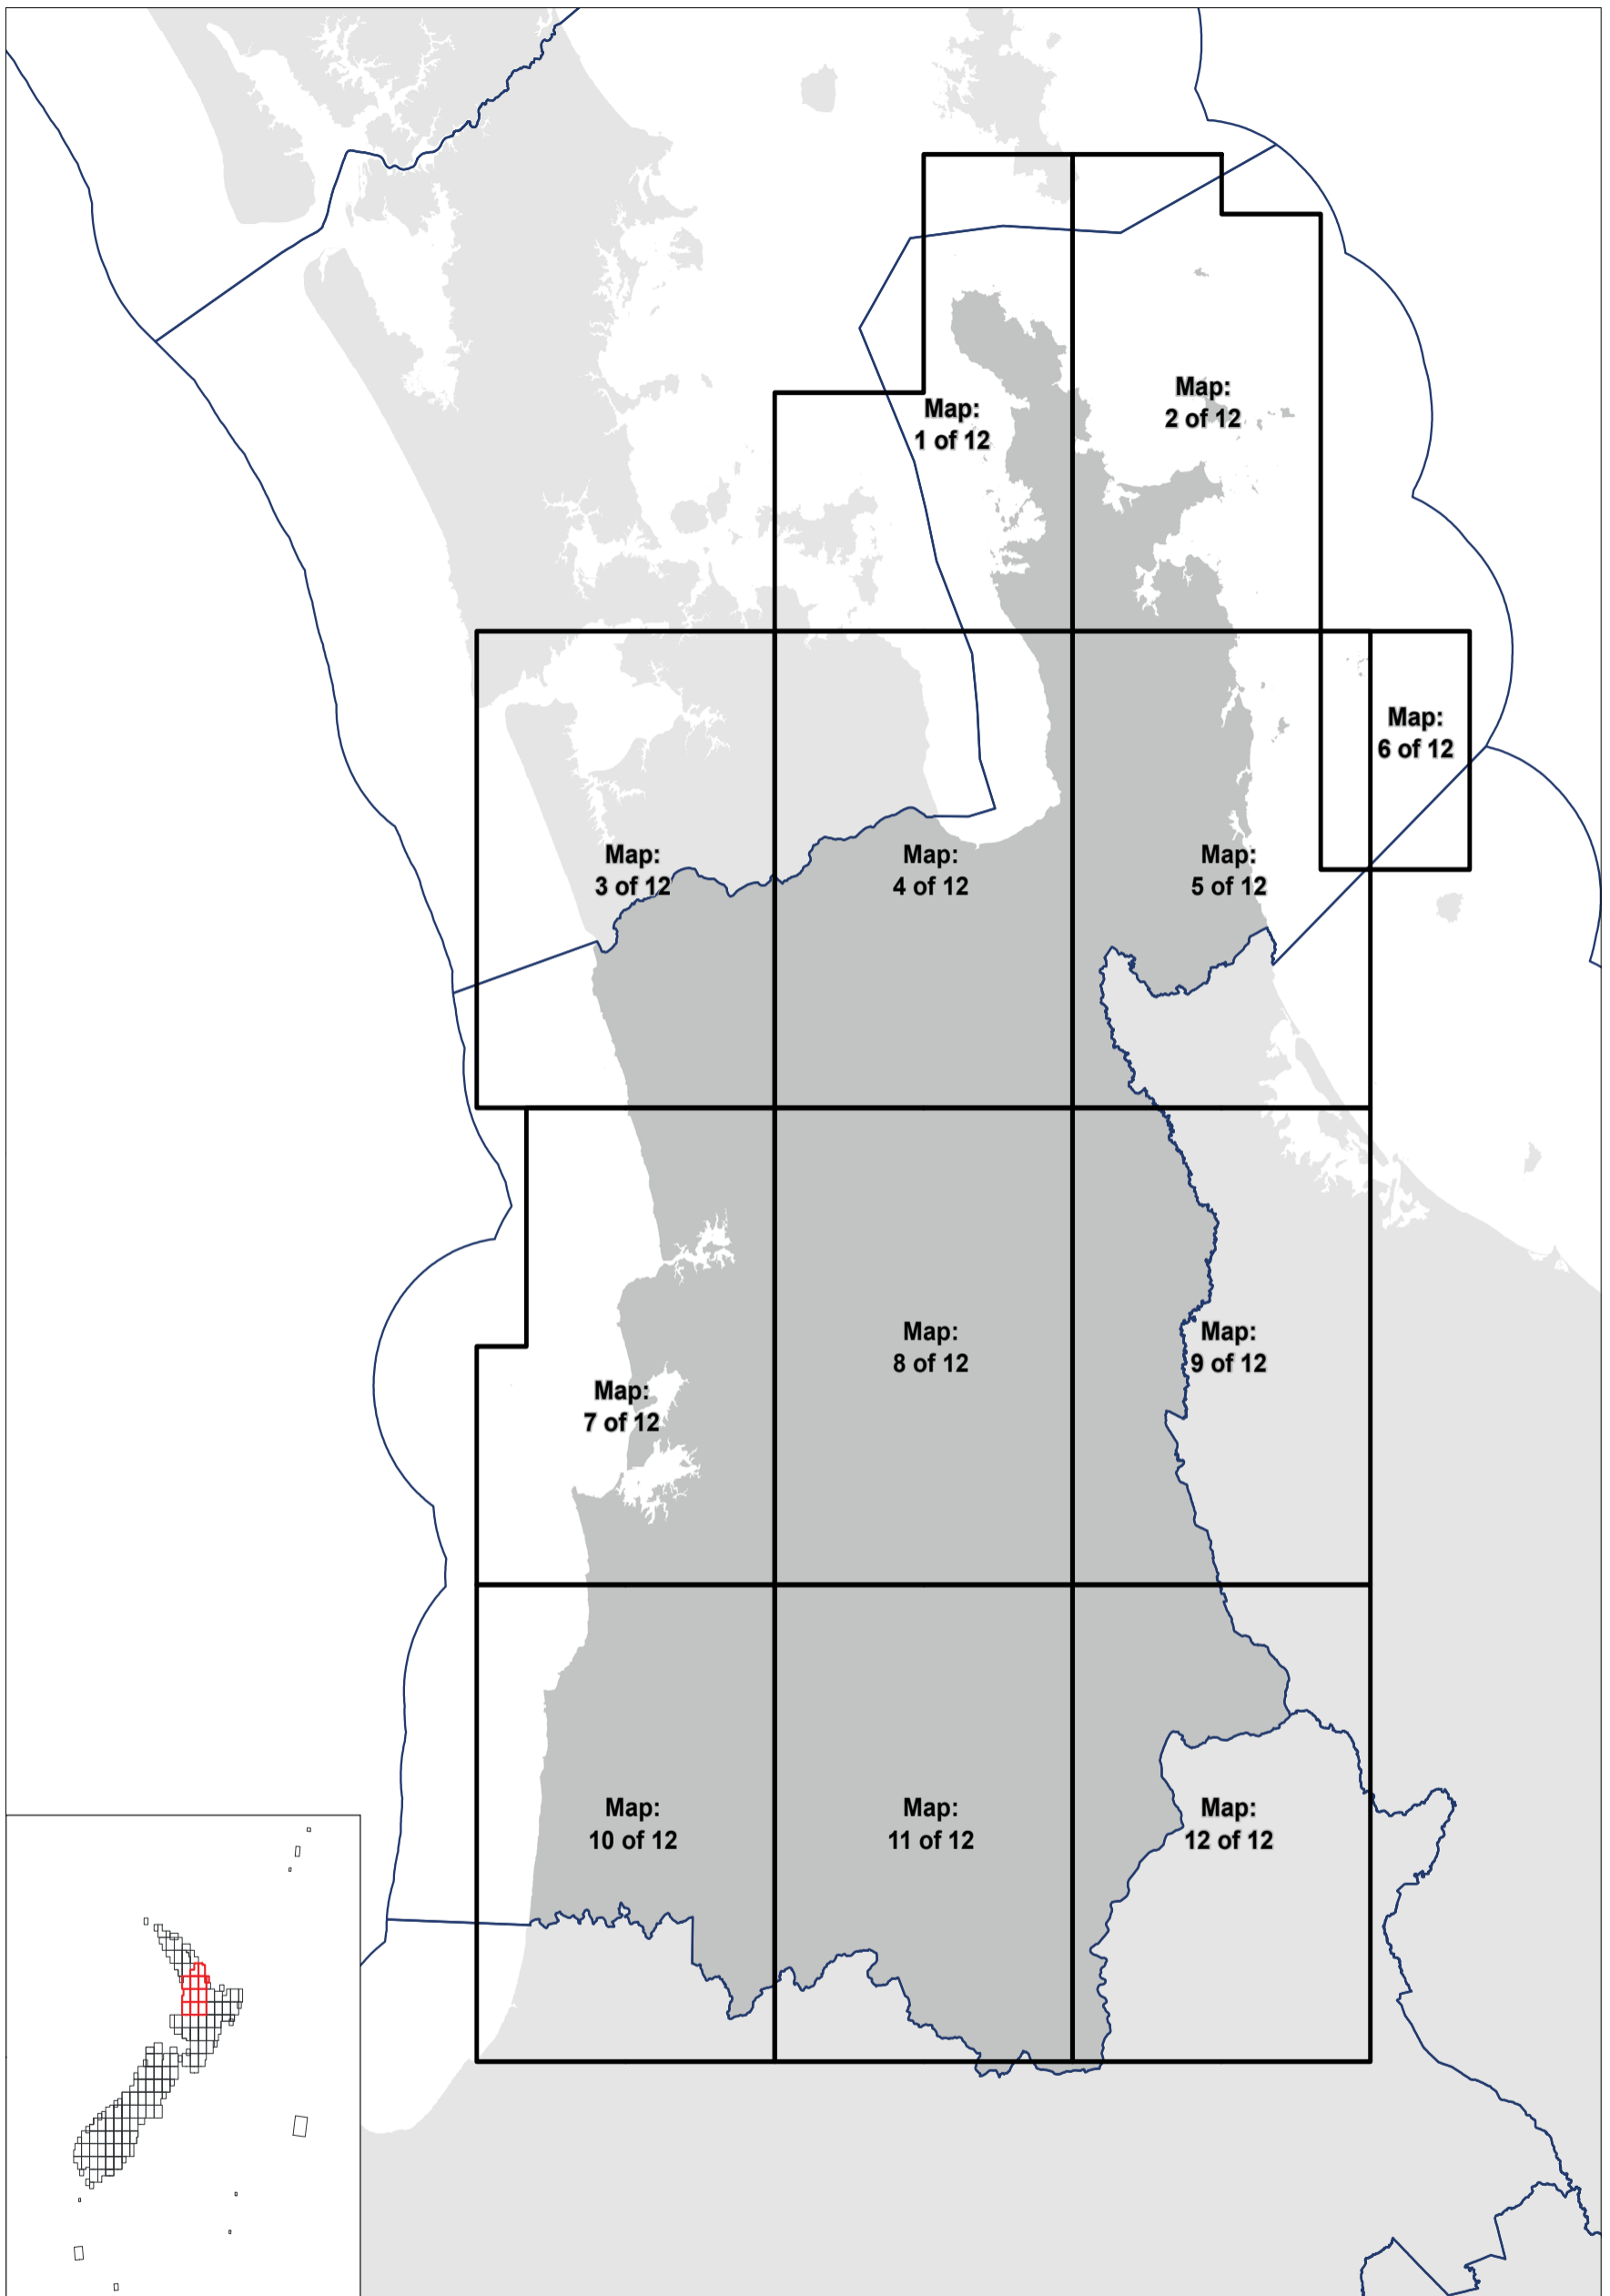 Map:
1 of 12
Map:
2 of 12
Map:
3 of 12
Map:
4 of 12
Map:
5 of 12
Map:
6 of 12
Map:
7 of 12
Map:
8 of 12
Map:
9 of 12
Map:
10 of 12
Map:
11 of 12
Map:
12 of 12